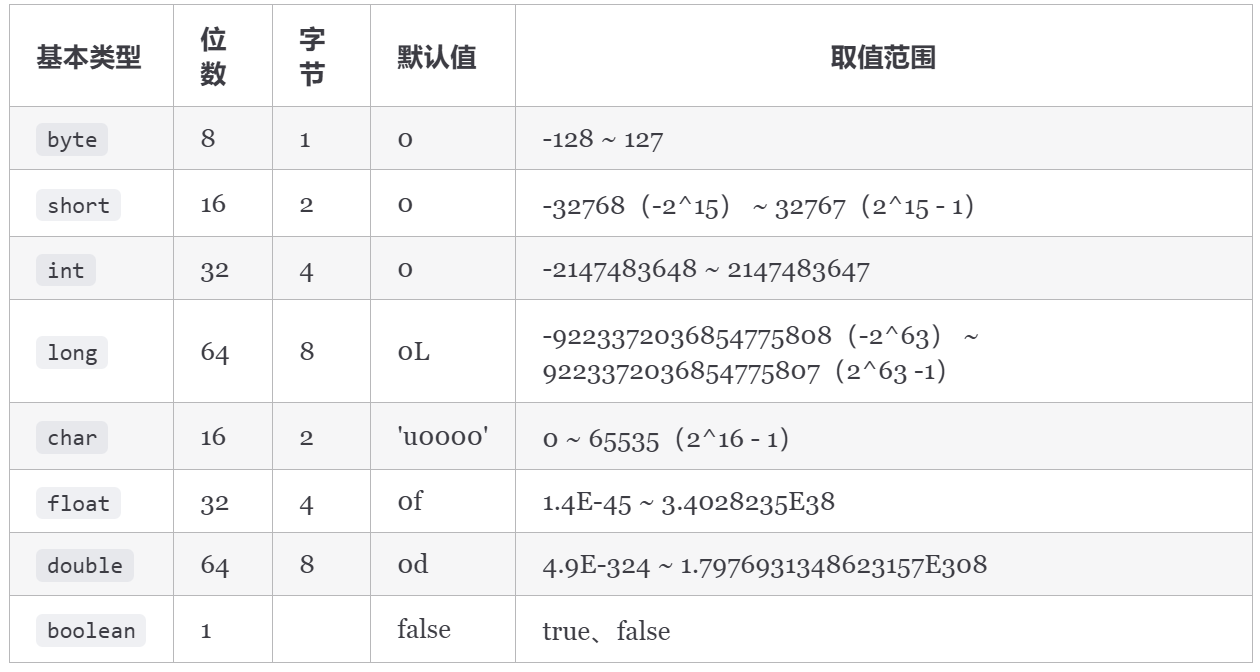 基本类型 位数 字节 默认值 取值范围
byte 8 1 0 -128 ~ 127
short 16 2 0 -32768（-2^15） ~ 32767（2^15 - 1）
int 32 4 0 -2147483648 ~ 2147483647
long 64 8 0L -9223372036854775808（-2^63） ~
9223372036854775807（2^63 -1）
char 16 2 'u0000' 0 ~ 65535（2^16 - 1）
float 32 4 0f 1.4E-45 ~ 3.4028235E38
double 64 8 0d 4.9E-324 ~ 1.7976931348623157E308
boolean 1 false true、false